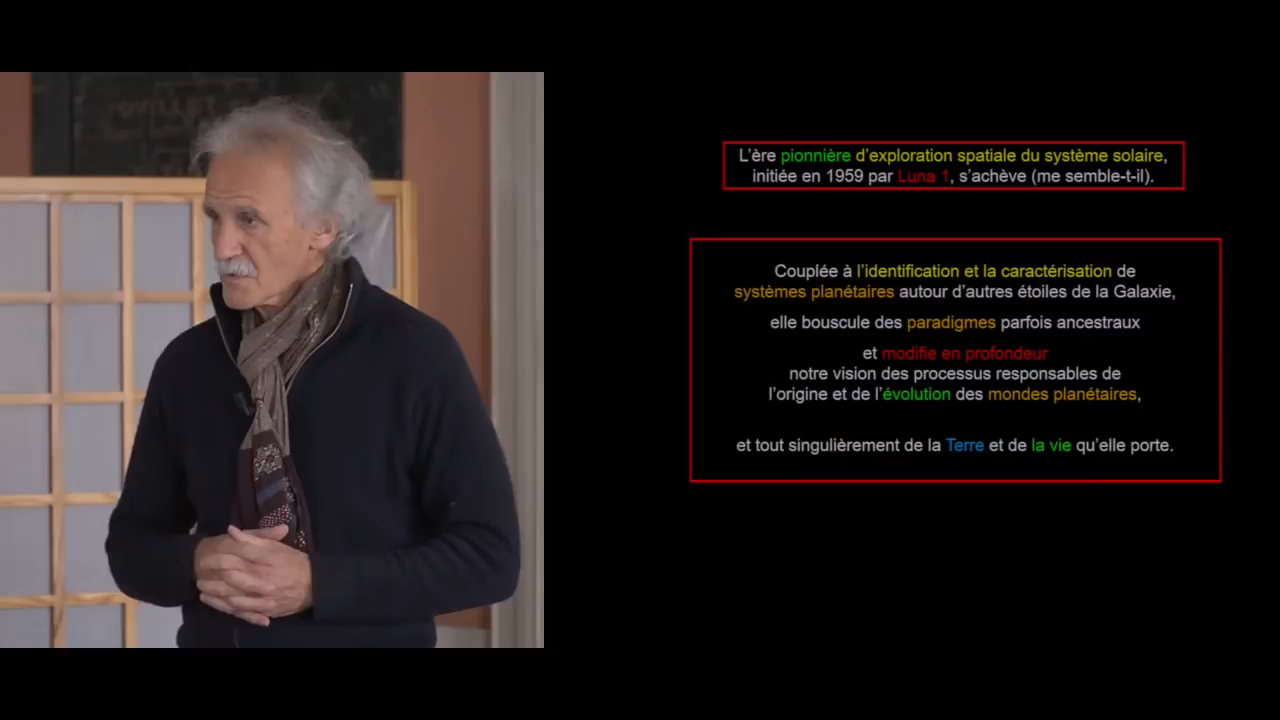 L'ère pionnière d'exploration spatiale du système solaire,
initiée en 1959 par Luna 1, s'achève (me semble-t-il).
Couplée à l'identification et la caractérisation de
systèmes planétaires autour d'autres étoiles de la Galaxie,
elle bouscule des paradigmes parfois ancestraux
et modifie en profondeur
notre vision des processus responsables de
l'origine et de l'évolution des mondes planétaires,
et tout singulièrement de la Terre et de la vie qu'elle porte.